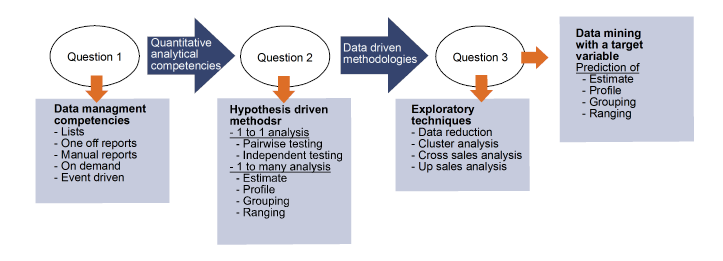 Question 1
Quantitative
analytical
competencies
Question 2
Data driven
methodologies
Question 3
Data mining
with a target
variable
Prediction of
- Estimate
- Profile
- Grouping
- Ranging
Data managment
competencies
- Lists
- One off reports
- Manual reports
- On demand
- Event driven
Hypothesis driven
methodsr
- 1 to 1 analysis
- Pairwise testing
- Independent testing
- 1 to many analysis
- Estimate
- Profile
- Grouping
- Ranging
Exploratory
techniques
- Data reduction
- Cluster analysis
- Cross sales analysis
- Up sales analysis